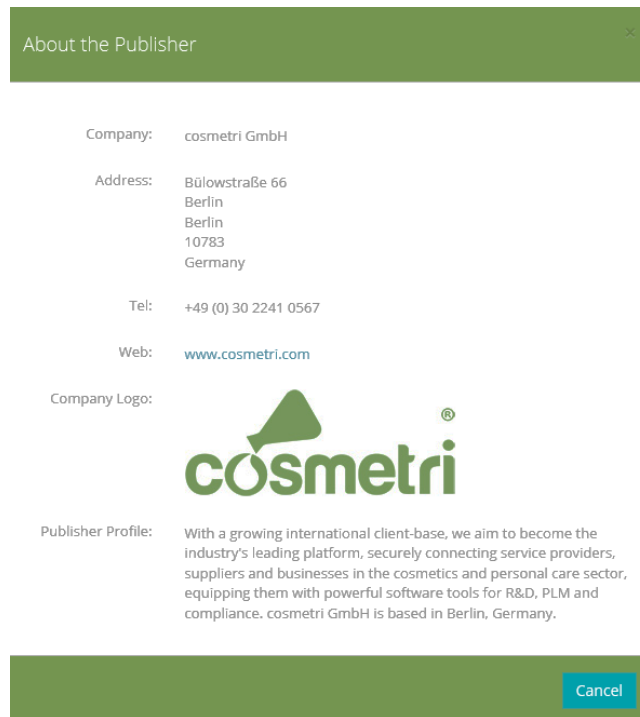 About the Publisher
×
Company:
cosmetri GmbH
Address:
Bülowstraße 66
Berlin
Berlin
10783
Germany
Tel:
+49 (0) 30 2241 0567
Web:
www.cosmetri.com
Company Logo:
cosmetri ®
Publisher Profile:
With a growing international client-base, we aim to become the
industry's leading platform, securely connecting service providers,
suppliers and businesses in the cosmetics and personal care sector,
equipping them with powerful software tools for R&D, PLM and
compliance. cosmetri GmbH is based in Berlin, Germany.
Cancel